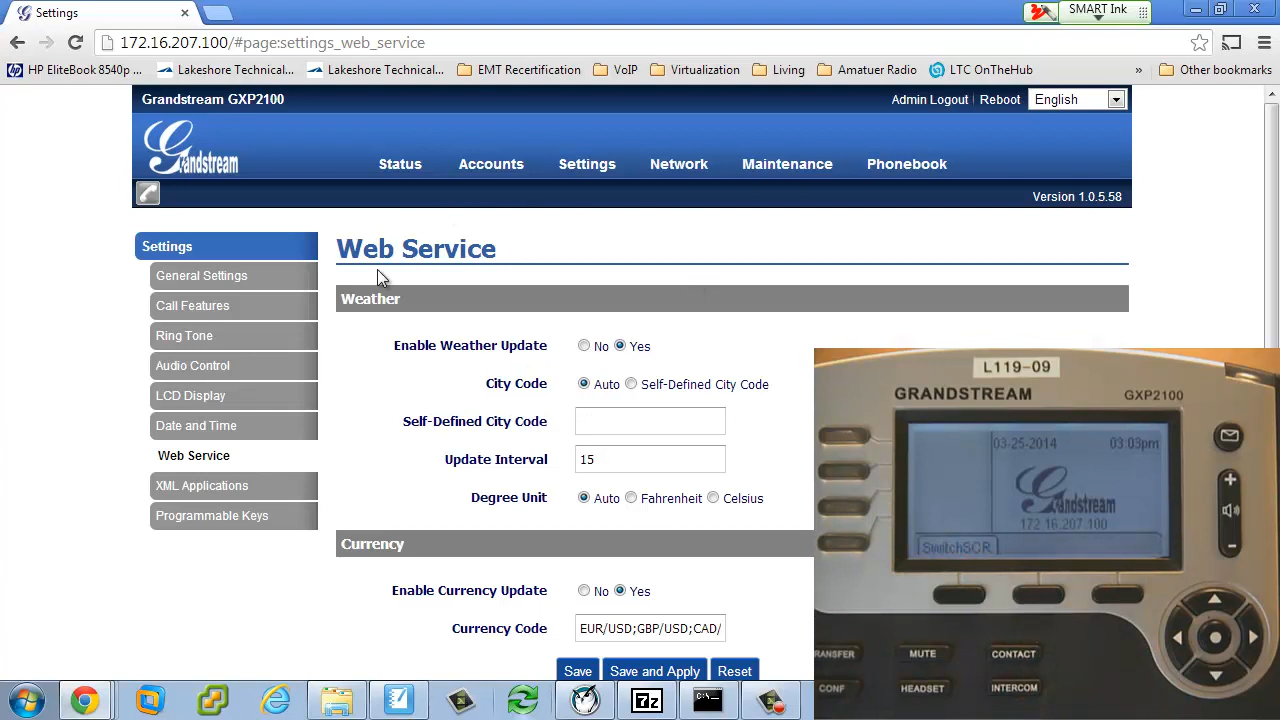 Settings
SMART Ink
172.16.207.100/#page:settings_web_service
HP EliteBook 8540p ... Lakeshore Technical... Lakeshore Technical... EMT Recertification VoIP Virtualization Living Amatuer Radio LTC OnTheHub » Other bookmarks
Grandstream GXP2100
Admin Logout | Reboot English
Grandstream
Status Accounts Settings Network Maintenance Phonebook
Version 1.0.5.58
Settings
General Settings
Call Features
Ring Tone
Audio Control
LCD Display
Date and Time
Web Service
XML Applications
Programmable Keys
Web Service
Weather
Enable Weather Update No Yes
City Code Auto Self-Defined City Code
Self-Defined City Code
Update Interval 15
Degree Unit Auto Fahrenheit Celsius
Currency
Enable Currency Update No Yes
Currency Code EUR/USD;GBP/USD;CAD/
Save Save and Apply Reset
L119-09
GRANDSTREAM GXP2100
03-25-2014 03:03pm
Grandstream
172.16.207.100
SwitchSCR
TRANSFER MUTE CONTACT
CONF HEADSET INTERCOM
7z
C:\